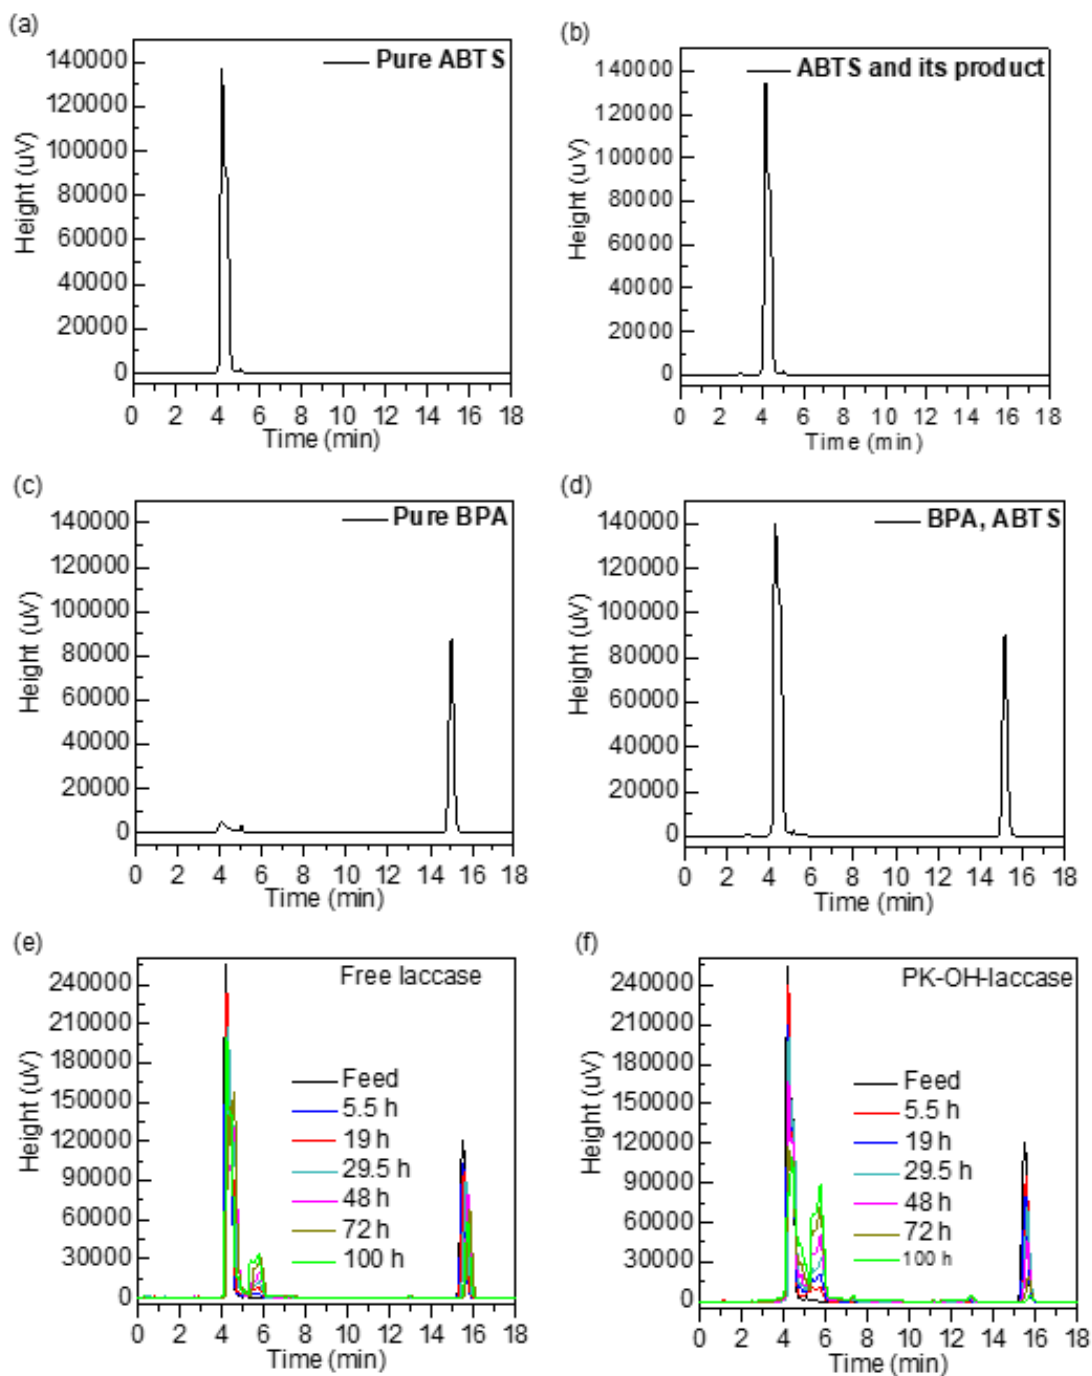 (a)
Pure ABTS
140000
120000
100000
80000
60000
40000
20000
0
Height (uV)
0 2 4 6 8 10 12 14 16 18
Time (min)
(b)
ABTS and its product
140000
120000
100000
80000
60000
40000
20000
0
Height (uV)
0 2 4 6 8 10 12 14 16 18
Time (min)
(c)
Pure BPA
140000
120000
100000
80000
60000
40000
20000
0
Height (uV)
0 2 4 6 8 10 12 14 16 18
Time (min)
(d)
BPA, ABTS
140000
120000
100000
80000
60000
40000
20000
0
Height (uV)
0 2 4 6 8 10 12 14 16 18
Time (min)
(e)
Free laccase
240000
210000
180000
150000
120000
90000
60000
30000
0
Height (uV)
Feed
5.5 h
19 h
29.5 h
48 h
72 h
100 h
0 2 4 6 8 10 12 14 16 18
Time (min)
(f)
PK-OH-laccase
240000
210000
180000
150000
120000
90000
60000
30000
0
Height (uV)
Feed
5.5 h
19 h
29.5 h
48 h
72 h
100 h
0 2 4 6 8 10 12 14 16 18
Time (min)